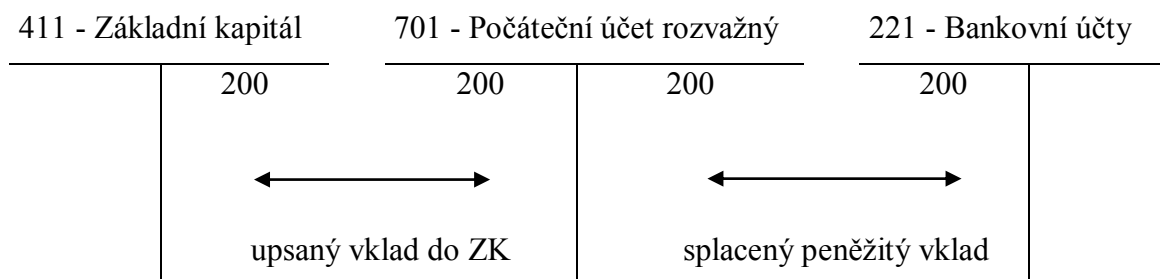 411 - Základní kapitál 701 - Počáteční účet rozvažný 221 - Bankovní účty
200 200 200 200
upsaný vklad do ZK splacený peněžitý vklad